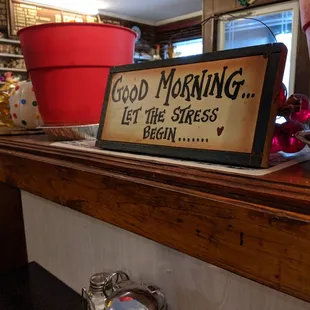 GOOD MORNING...
LET THE STRESS
BEGIN.......